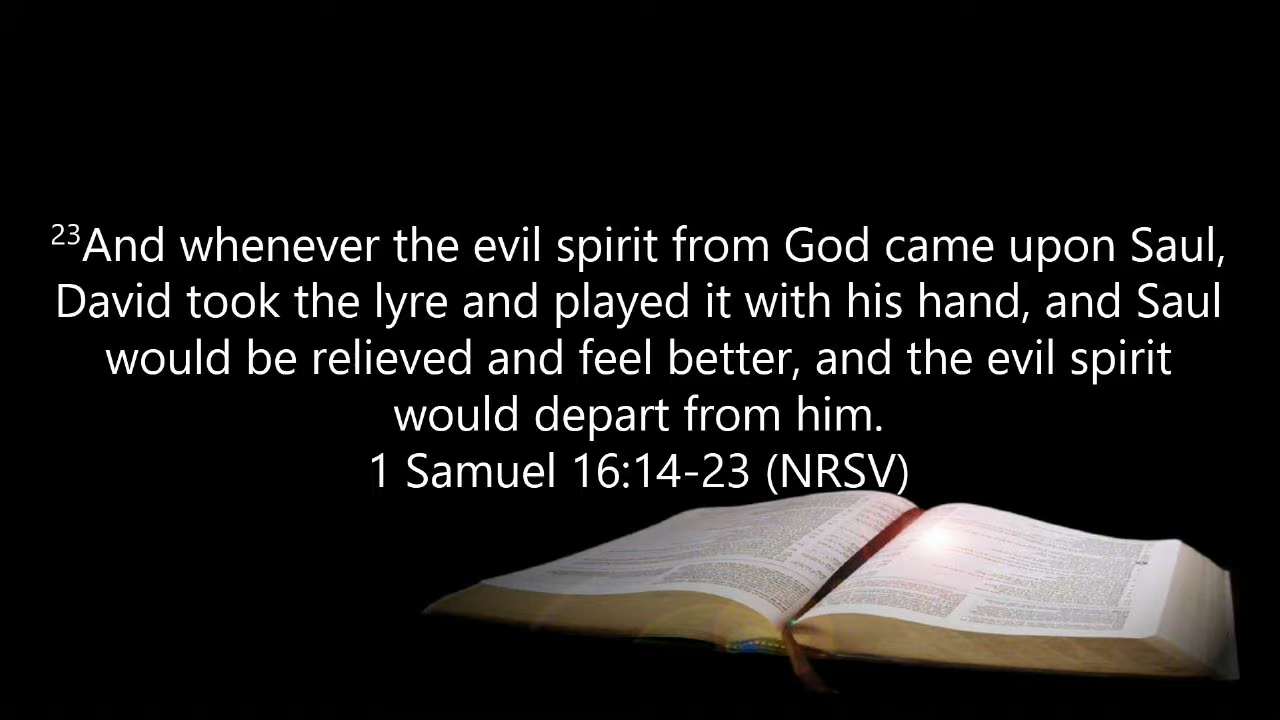 ²³And whenever the evil spirit from God came upon Saul,
David took the lyre and played it with his hand, and Saul
would be relieved and feel better, and the evil spirit
would depart from him.
1 Samuel 16:14-23 (NRSV)